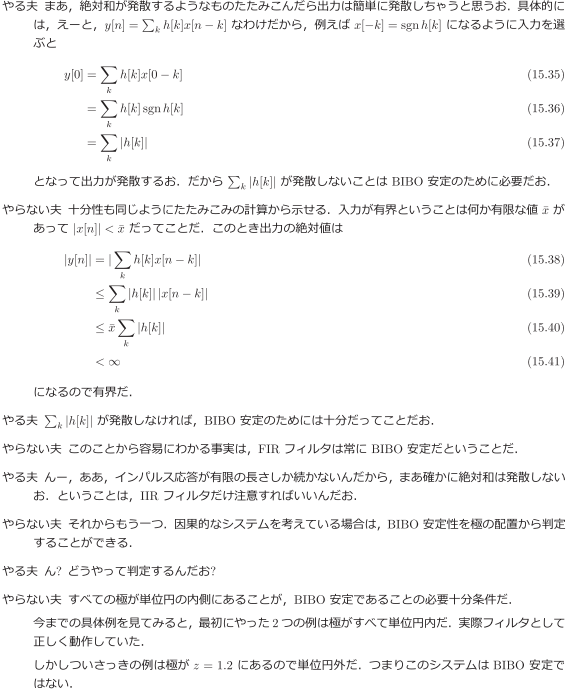 やる夫 まあ，絶対和が発散するようなものたたみこんだら出力は簡単に発散しちゃうと思うお．具体的に
は，えーと，y[n] = ∑_k h[k]x[n − k] なわけだから，例えば x[−k] = sgn h[k] になるように入力を選
ぶと
y[0] = ∑_k h[k]x[0 − k] (15.35)
= ∑_k h[k] sgn h[k] (15.36)
= ∑_k |h[k]| (15.37)
となって出力が発散するお．だから ∑_k |h[k]| が発散しないことは BIBO 安定のために必要だお．
やらない夫 十分性も同じようにたたみこみの計算から示せる．入力が有界ということは何か有限な値 x̄ が
あって |x[n]| < x̄ だってことだ．このとき出力の絶対値は
|y[n]| = |∑_k h[k]x[n − k]| (15.38)
≤ ∑_k |h[k]| |x[n − k]| (15.39)
≤ x̄ ∑_k |h[k]| (15.40)
< ∞ (15.41)
になるので有界だ．
やる夫 ∑_k |h[k]| が発散しなければ，BIBO 安定のためには十分だってことだお．
やらない夫 このことから容易にわかる事実は，FIR フィルタは常に BIBO 安定だということだ．
やる夫 んー，ああ，インパルス応答が有限の長さしか続かないんだから，まあ確かに絶対和は発散しない
お．ということは，IIR フィルタだけ注意すればいいんだお．
やらない夫 それからもう一つ．因果的なシステムを考えている場合は，BIBO 安定性を極の配置から判定
することができる．
やる夫 ん? どうやって判定するんだお?
やらない夫 すべての極が単位円の内側にあることが，BIBO 安定であることの必要十分条件だ．
今までの具体例を見てみると，最初にやった 2 つの例は極がすべて単位円内だ．実際フィルタとして
正しく動作していた．
しかしついさっきの例は極が z = 1.2 にあるので単位円外だ．つまりこのシステムは BIBO 安定で
はない．